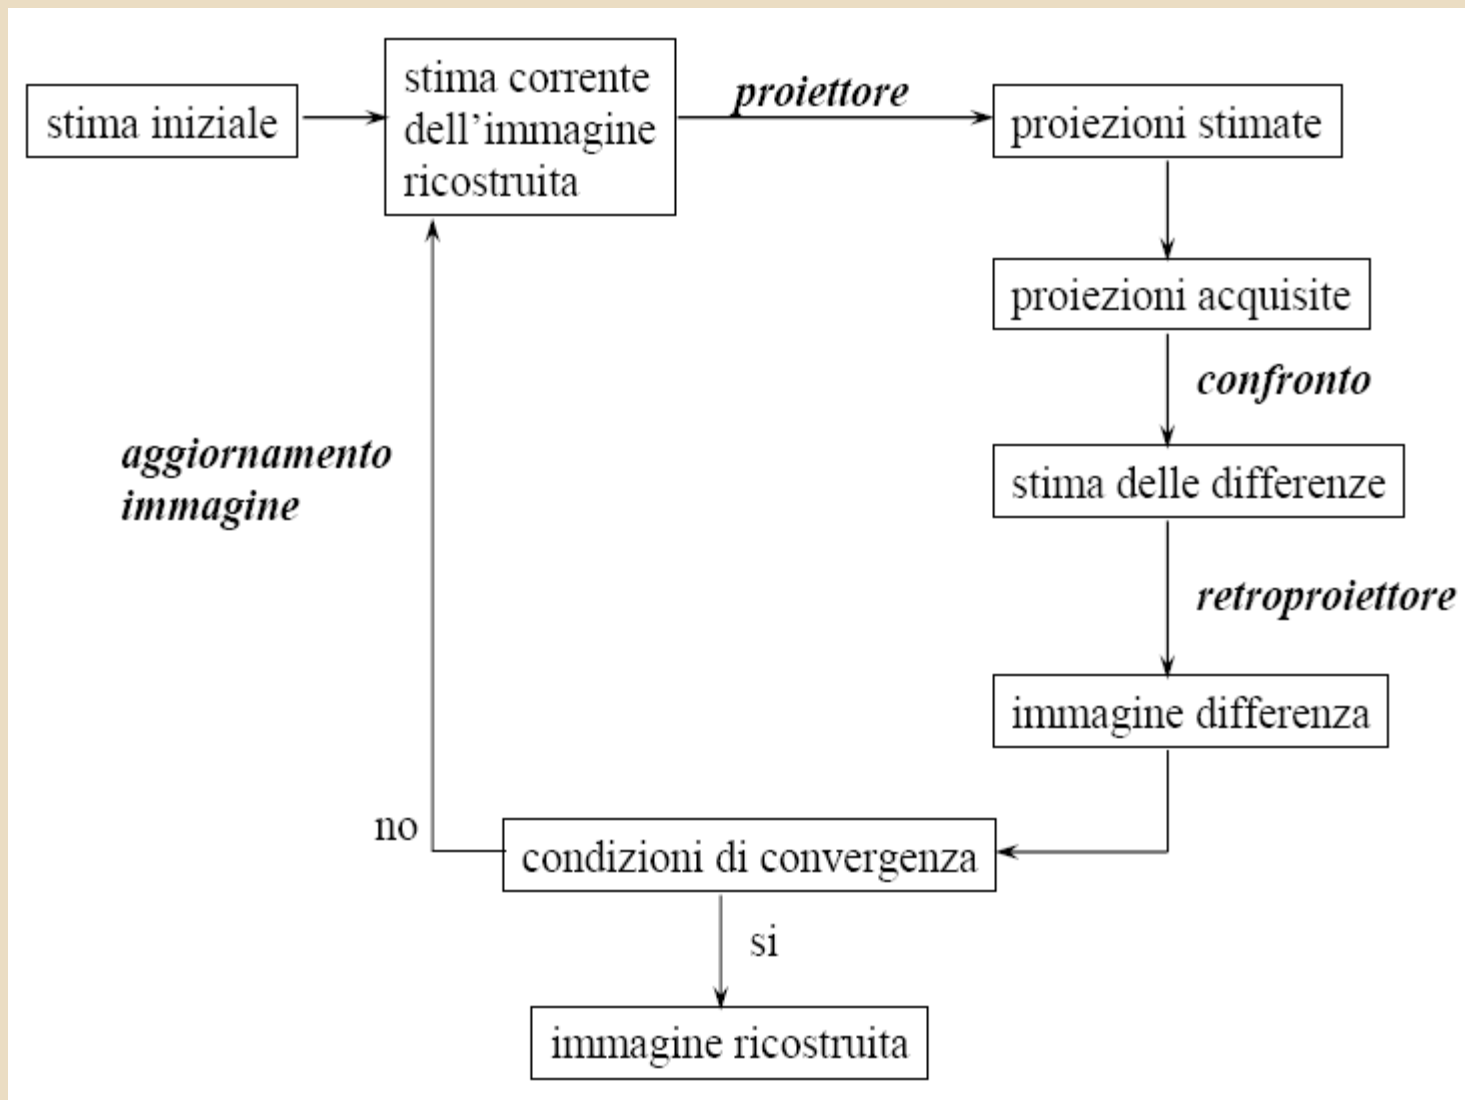 stima iniziale
stima corrente
dell’immagine
ricostruita
proiettore
proiezioni stimate
proiezioni acquisite
confronto
stima delle differenze
retroproiettore
immagine differenza
aggiornamento
immagine
no
condizioni di convergenza
si
immagine ricostruita